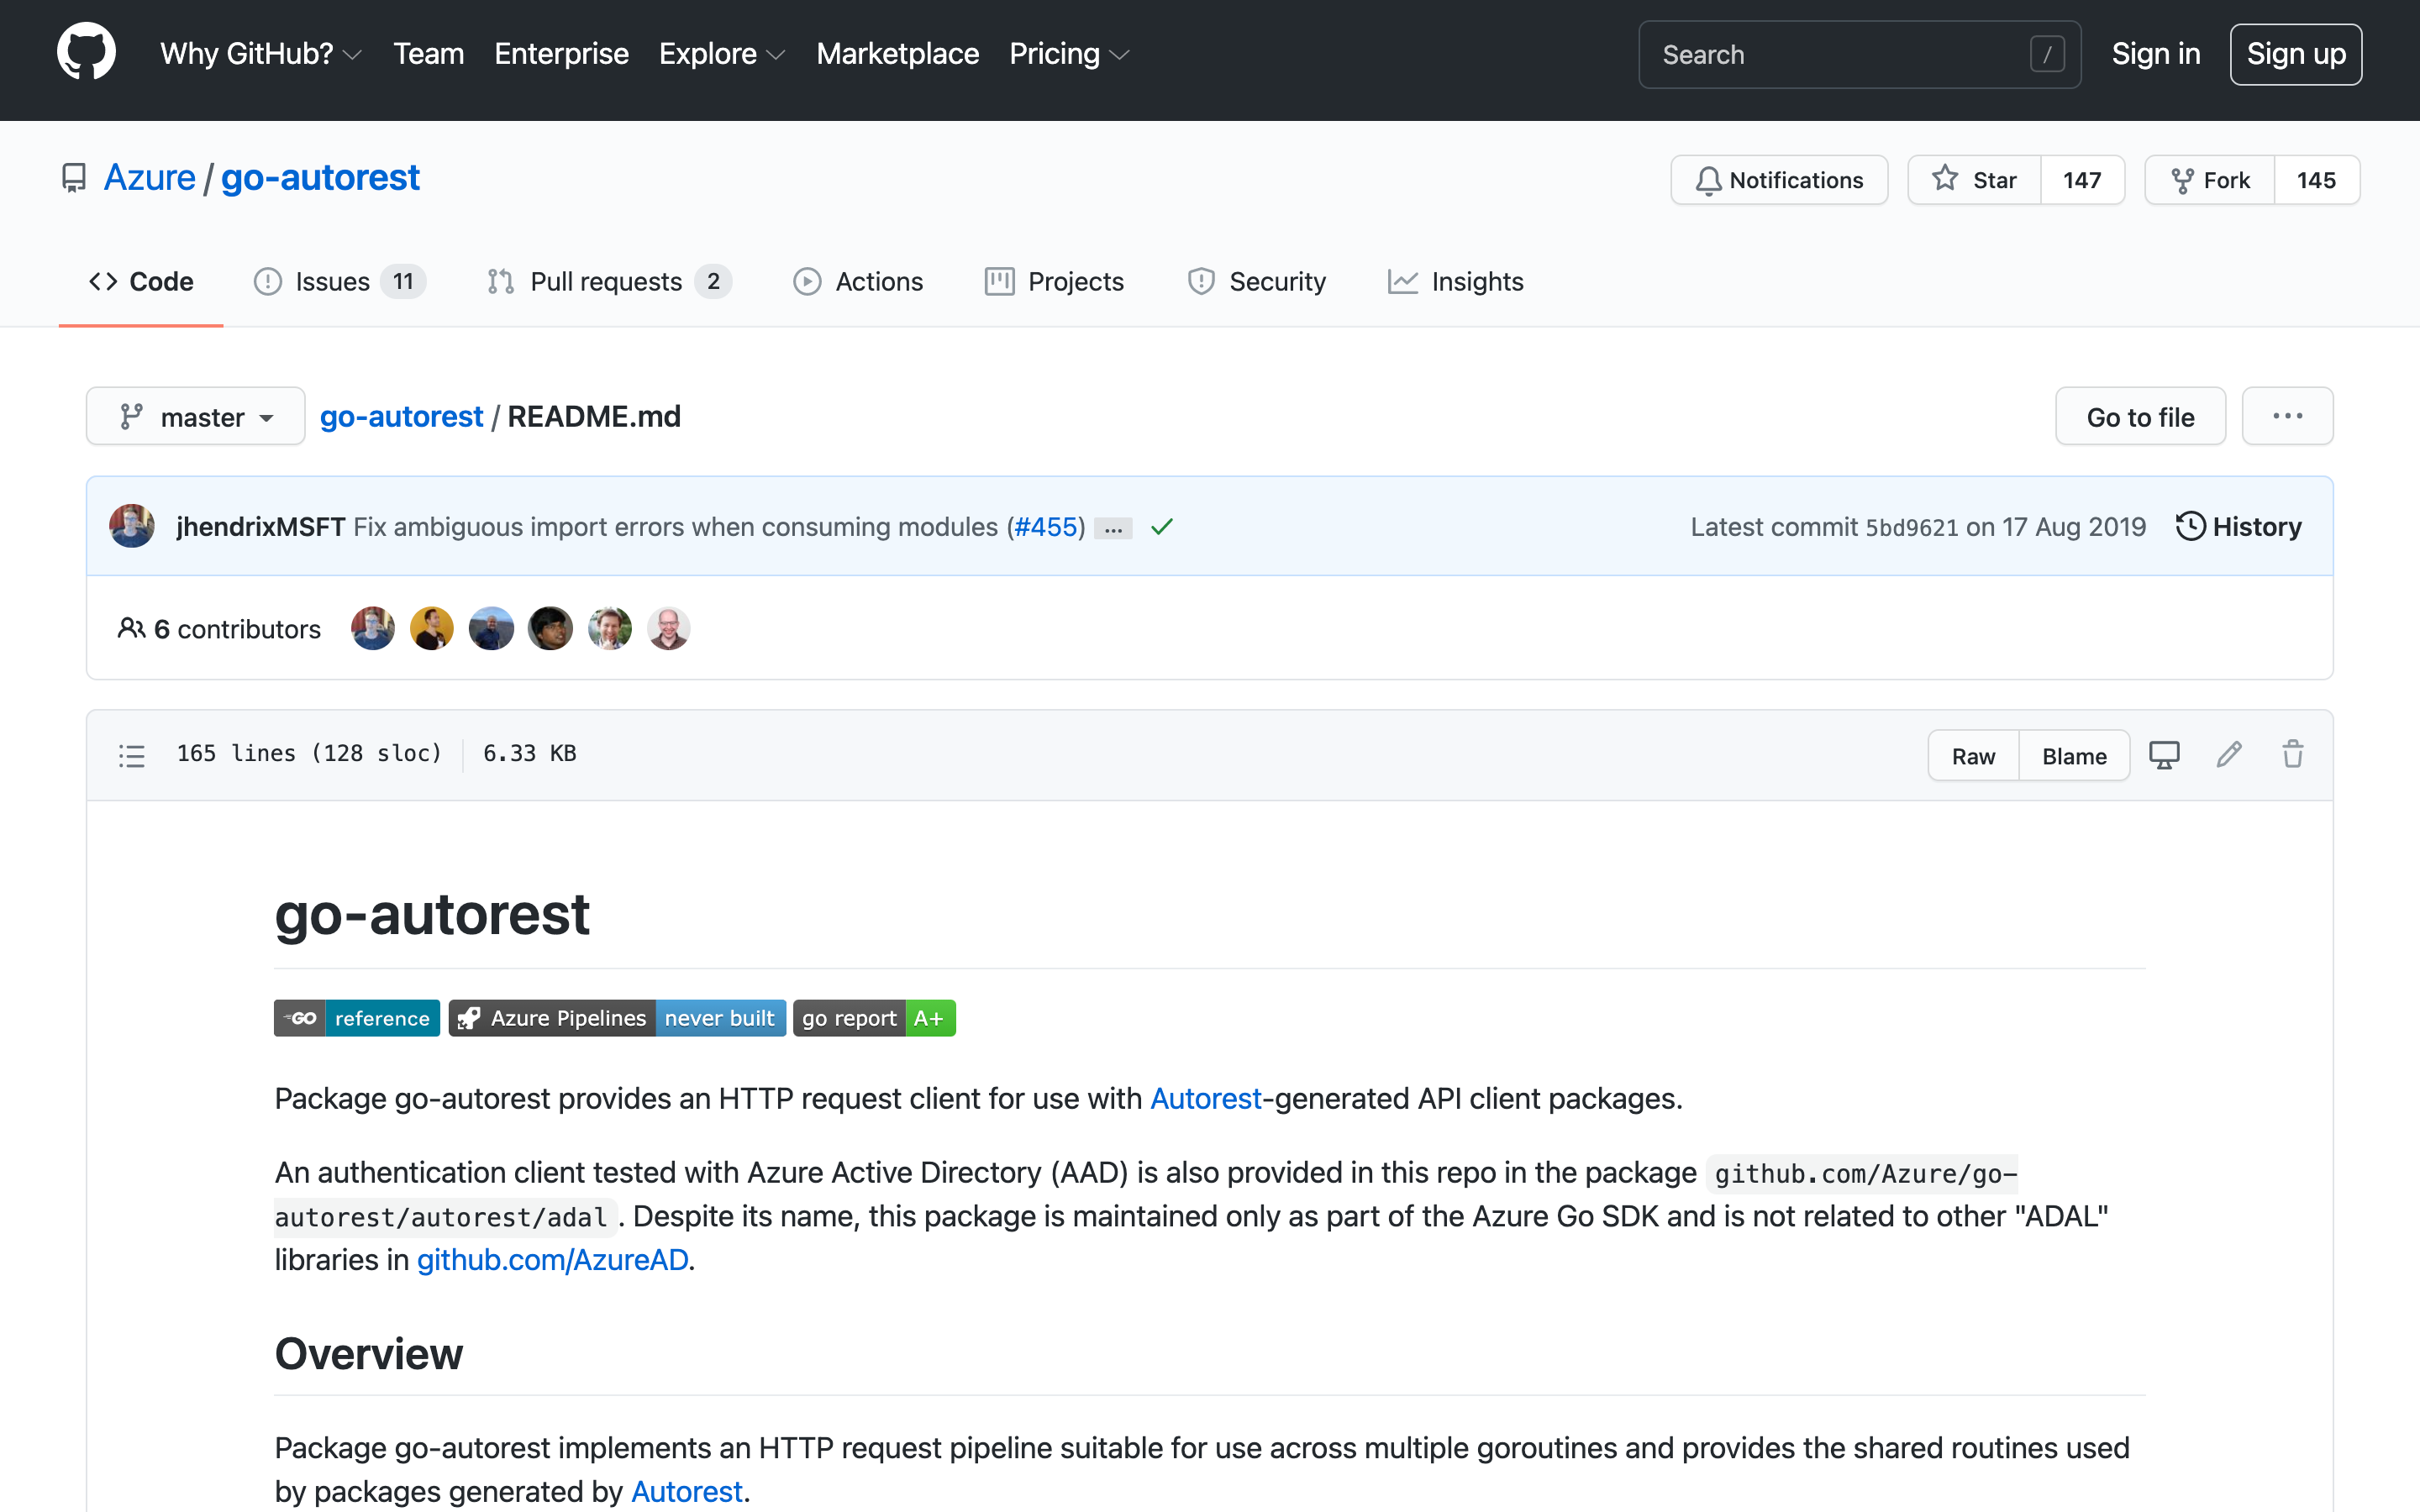 Why GitHub? Team Enterprise Explore Marketplace Pricing Search / Sign in Sign up
Azure / go-autorest Notifications Star 147 Fork 145
Code Issues 11 Pull requests 2 Actions Projects Security Insights
master go-autorest / README.md Go to file ...
jhendrixMSFT Fix ambiguous import errors when consuming modules (#455) ... Latest commit 5bd9621 on 17 Aug 2019 History
6 contributors
165 lines (128 sloc) 6.33 KB Raw Blame
go-autorest
GO reference Azure Pipelines never built go report A+
Package go-autorest provides an HTTP request client for use with Autorest-generated API client packages.
An authentication client tested with Azure Active Directory (AAD) is also provided in this repo in the package github.com/Azure/go-
autorest/autorest/adal . Despite its name, this package is maintained only as part of the Azure Go SDK and is not related to other "ADAL"
libraries in github.com/AzureAD.
Overview
Package go-autorest implements an HTTP request pipeline suitable for use across multiple goroutines and provides the shared routines used
by packages generated by Autorest.